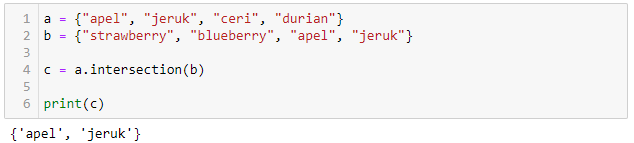 1 a = {"apel", "jeruk", "ceri", "durian"}
2 b = {"strawberry", "blueberry", "apel", "jeruk"}
3
4 c = a.intersection(b)
5
6 print(c)
{'apel', 'jeruk'}